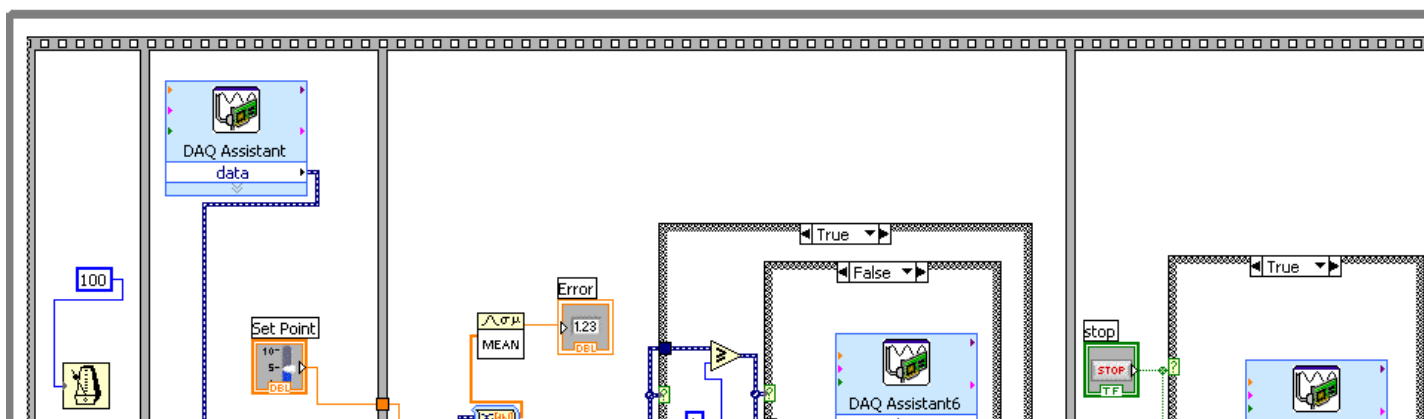 DAQ Assistant
data
True
False
True
100
Error
1.23
DBL
Set Point
10
5
DBL
σμ
MEAN
stop
STOP
TF
?
?
?
DAQ Assistant6